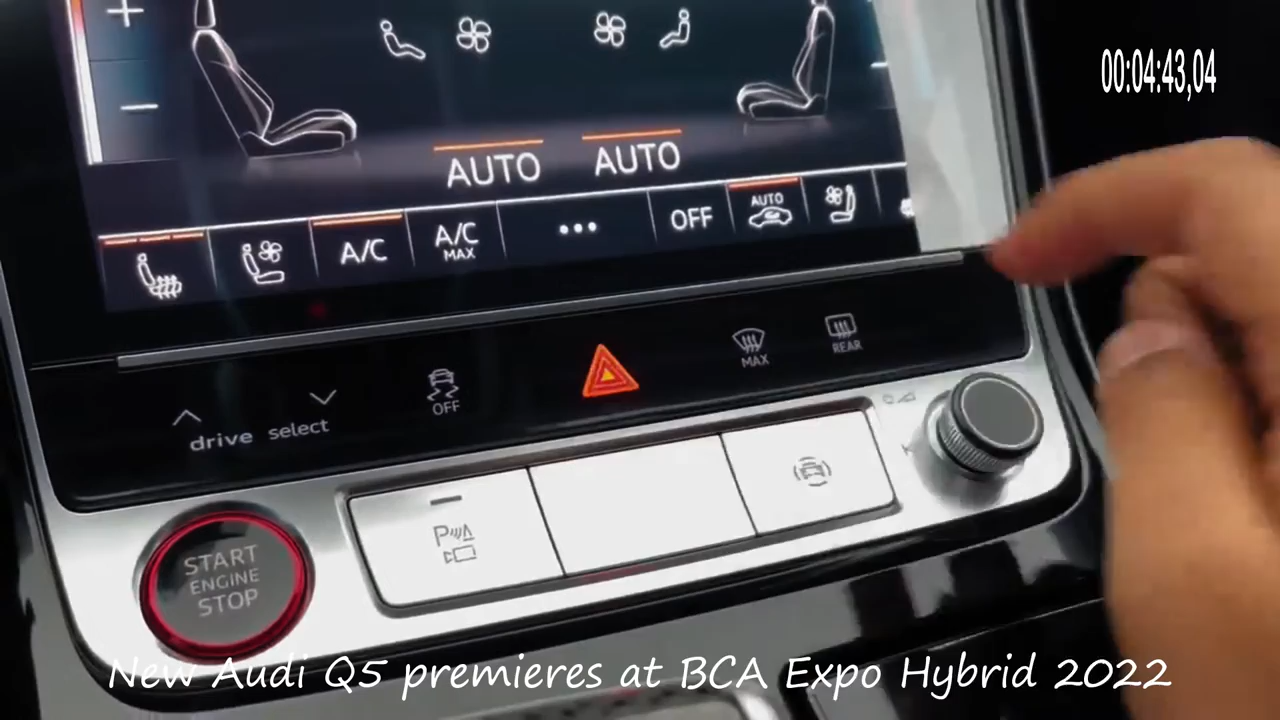 00:04:43,04
AUTO AUTO
A/C
A/C
MAX
OFF
AUTO
OFF
MAX
REAR
drive select
P
START
ENGINE
STOP
New Audi Q5 premieres at BCA Expo Hybrid 2022